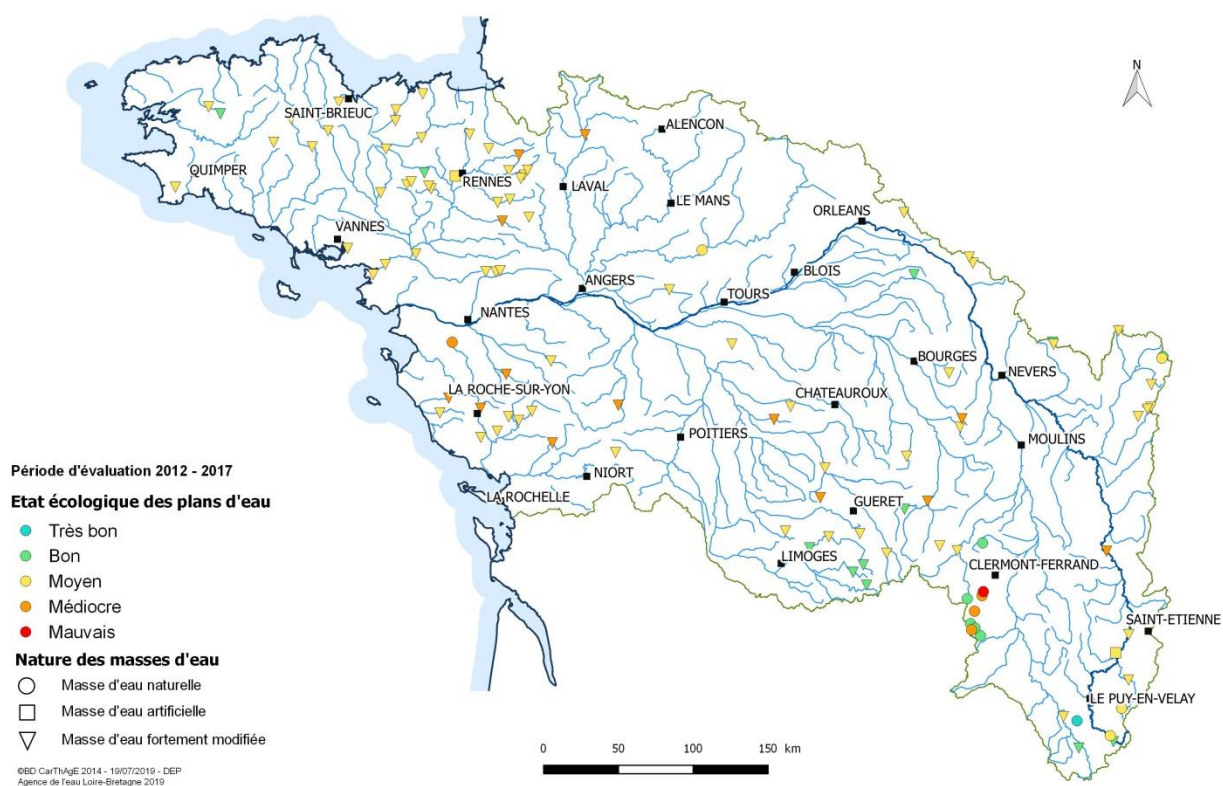 N
SAINT-BRIEUC
ALENCON
QUIMPER
RENNES
LAVAL
LE MANS
ORLEANS
VANNES
BLOIS
ANGERS
TOURS
NANTES
BOURGES
NEVERS
LA ROCHE-SUR-YON
CHATEAUROUX
POITIERS
MOULINS
NIORT
LA ROCHELLE
GUERET
LIMOGES
CLERMONT-FERRAND
SAINT-ETIENNE
LE PUY-EN-VELAY
Période d'évaluation 2012 - 2017
Etat écologique des plans d'eau
Très bon
Bon
Moyen
Médiocre
Mauvais
Nature des masses d'eau
Masse d'eau naturelle
Masse d'eau artificielle
Masse d'eau fortement modifiée
0 50 100 150 km
©BD CarThAgE 2014 - 19/07/2019 - DEP
Agence de l'eau Loire-Bretagne 2019